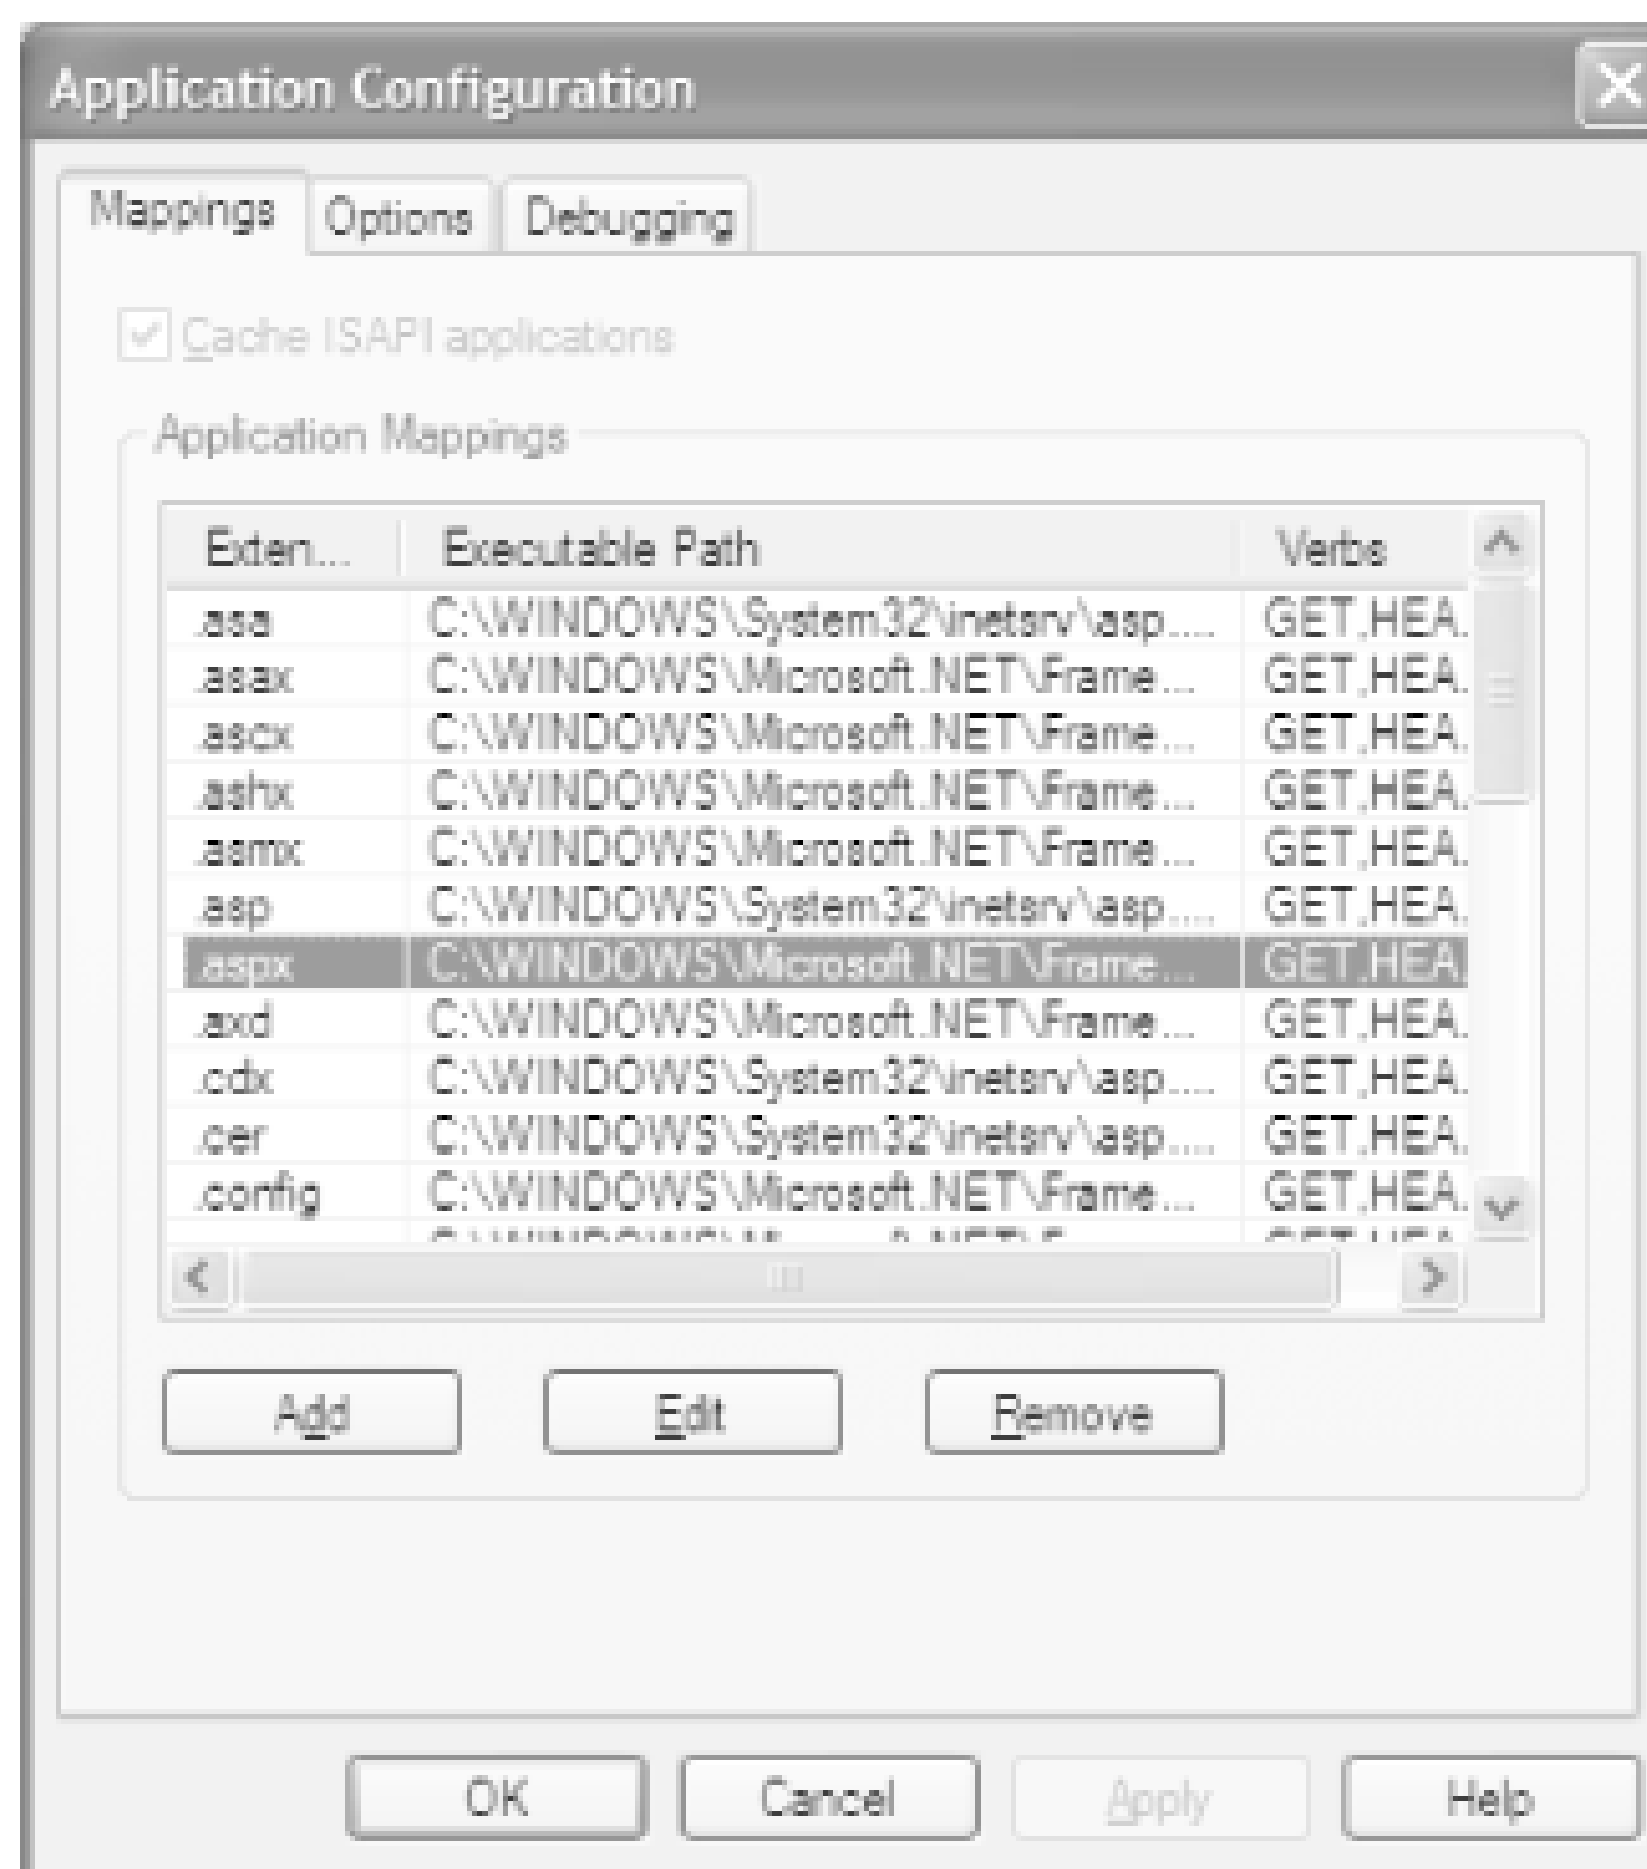 Application Configuration
Mappings Options Debugging
Cache ISAPI applications
Application Mappings
Exten... Executable Path Verbs
.asa C:\WINDOWS\System32\inetsrv\asp.... GET,HEA.
.asax C:\WINDOWS\Microsoft.NET\Frame... GET,HEA.
.ascx C:\WINDOWS\Microsoft.NET\Frame... GET,HEA.
.ashx C:\WINDOWS\Microsoft.NET\Frame... GET,HEA.
.asmx C:\WINDOWS\Microsoft.NET\Frame... GET,HEA.
.asp C:\WINDOWS\System32\inetsrv\asp.... GET,HEA.
.aspx C:\WINDOWS\Microsoft.NET\Frame... GET,HEA.
.axd C:\WINDOWS\Microsoft.NET\Frame... GET,HEA.
.cdx C:\WINDOWS\System32\inetsrv\asp.... GET,HEA.
.cer C:\WINDOWS\System32\inetsrv\asp.... GET,HEA.
.config C:\WINDOWS\Microsoft.NET\Frame... GET,HEA.
Add Edit Remove
OK Cancel Apply Help